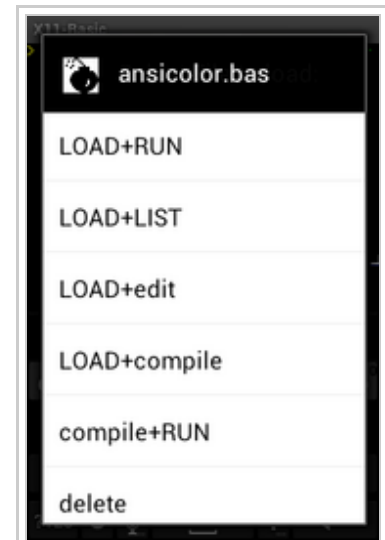 X11-Basic
ansicolor.bas
LOAD+RUN
LOAD+LIST
LOAD+edit
LOAD+compile
compile+RUN
delete